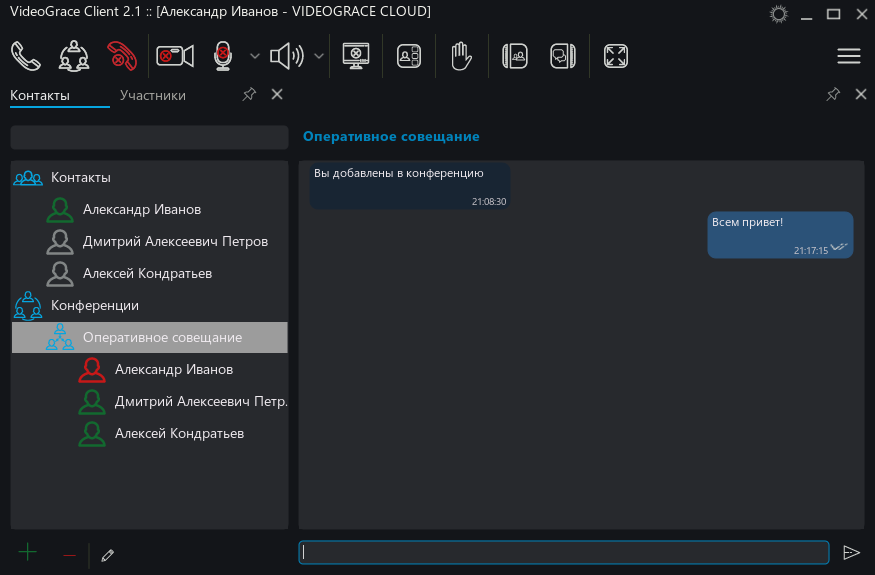 VideoGrace Client 2.1 :: [Александр Иванов - VIDEOGRACE CLOUD]
Контакты
Участники
Контакты
Александр Иванов
Дмитрий Алексеевич Петров
Алексей Кондратьев
Конференции
Оперативное совещание
Александр Иванов
Дмитрий Алексеевич Петр.
Алексей Кондратьев
Оперативное совещание
Вы добавлены в конференцию
21:08:30
Всем привет!
21:17:15